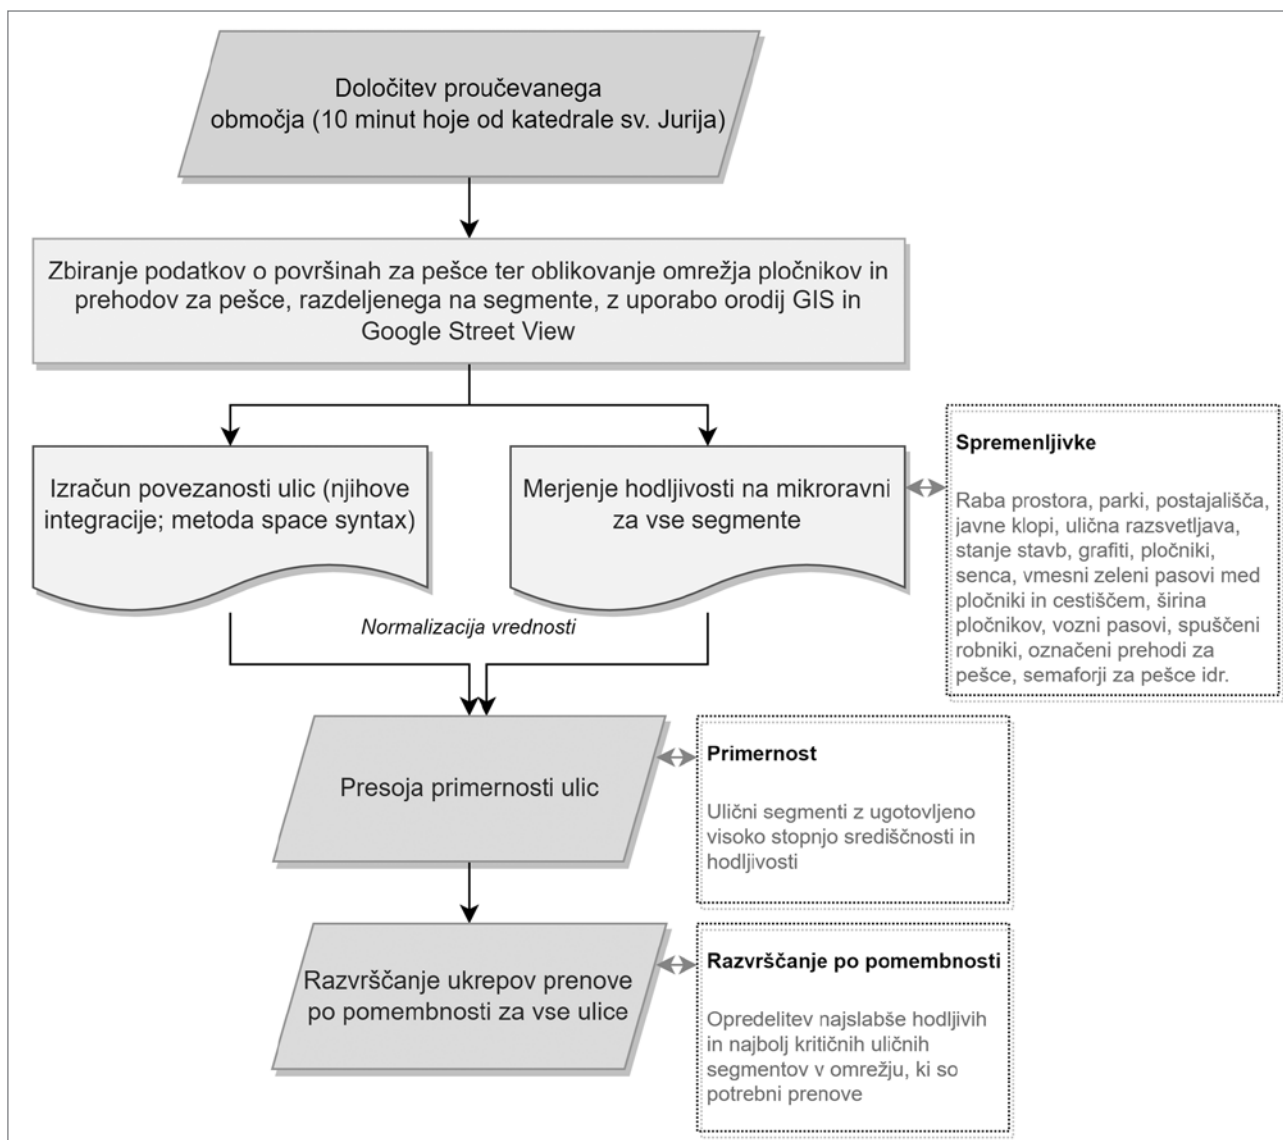 Določitev proučevanega
območja (10 minut hoje od katedrale sv. Jurija)
Zbiranje podatkov o površinah za pešce ter oblikovanje omrežja pločnikov in
prehodov za pešce, razdeljenega na segmente, z uporabo orodij GIS in
Google Street View
Izračun povezanosti ulic (njihove
integracije; metoda space syntax)
Merjenje hodljivosti na mikroravni
za vse segmente
Spremenljivke
Raba prostora, parki, postajališča,
javne klopi, ulična razsvetljava,
stanje stavb, grafiti, pločniki,
senca, vmesni zeleni pasovi med
pločniki in cestiščem, širina
pločnikov, vozni pasovi, spuščeni
robniki, označeni prehodi za
pešce, semaforji za pešce idr.
Normalizacija vrednosti
Presoja primernosti ulic
Primernost
Ulični segmenti z ugotovljeno
visoko stopnjo središčnosti in
hodljivosti
Razvrščanje ukrepov prenove
po pomembnosti za vse ulice
Razvrščanje po pomembnosti
Opredelitev najslabše hodljivih
in najbolj kritičnih uličnih
segmentov v omrežju, ki so
potrebni prenove